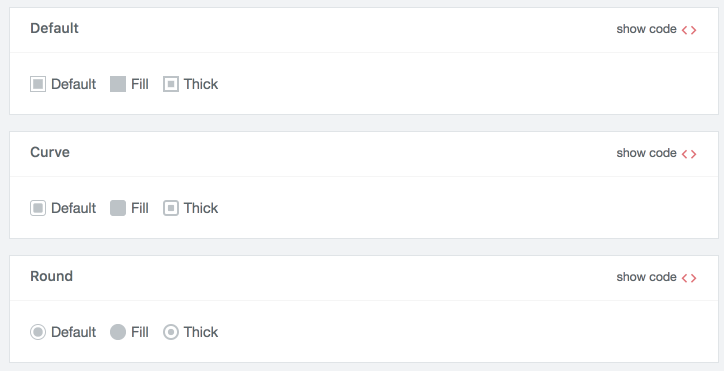 Default show code < >
Default Fill Thick
Curve show code < >
Default Fill Thick
Round show code < >
Default Fill Thick